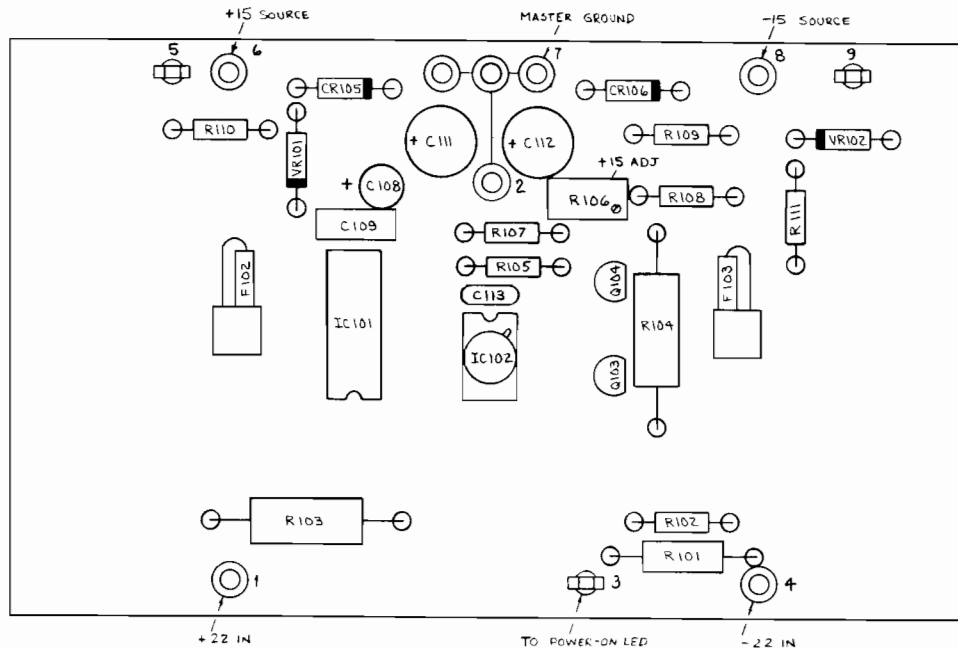 +15 SOURCE
MASTER GROUND
-15 SOURCE
5
6
7
8
9
CR105
CR106
R110
VR101
+ C111
+ C112
R109
VR102
+15 ADJ
+ C108
2
R106
R108
R111
C109
R107
R105
F102
Q104
F103
C113
IC101
R104
IC102
Q103
R103
R102
R101
1
3
4
+22 IN
TO POWER-ON LED
-22 IN